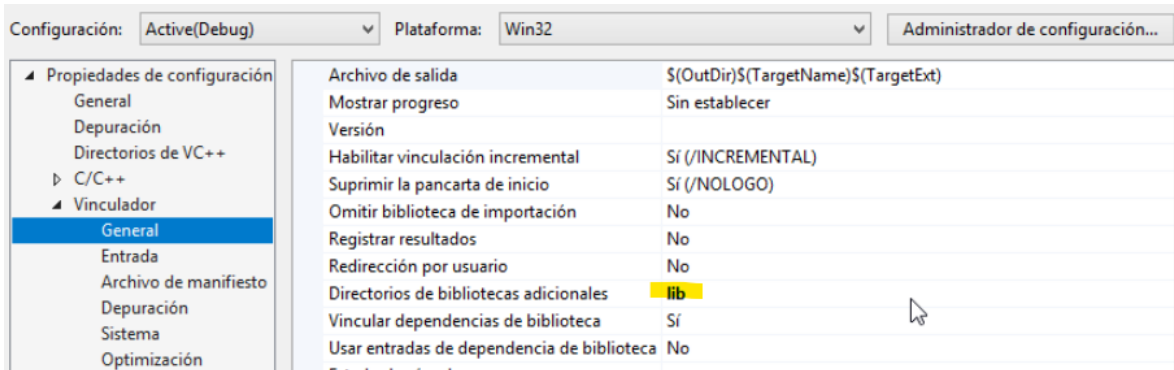 Configuración: Active(Debug) Plataforma: Win32 Administrador de configuración...
Propiedades de configuración
General
Depuración
Directorios de VC++
C/C++
Vinculador
General
Entrada
Archivo de manifiesto
Depuración
Sistema
Optimización
Archivo de salida $(OutDir)$(TargetName)$(TargetExt)
Mostrar progreso Sin establecer
Versión
Habilitar vinculación incremental Sí (/INCREMENTAL)
Suprimir la pancarta de inicio Sí (/NOLOGO)
Omitir biblioteca de importación No
Registrar resultados No
Redirección por usuario No
Directorios de bibliotecas adicionales lib
Vincular dependencias de biblioteca Sí
Usar entradas de dependencia de biblioteca No